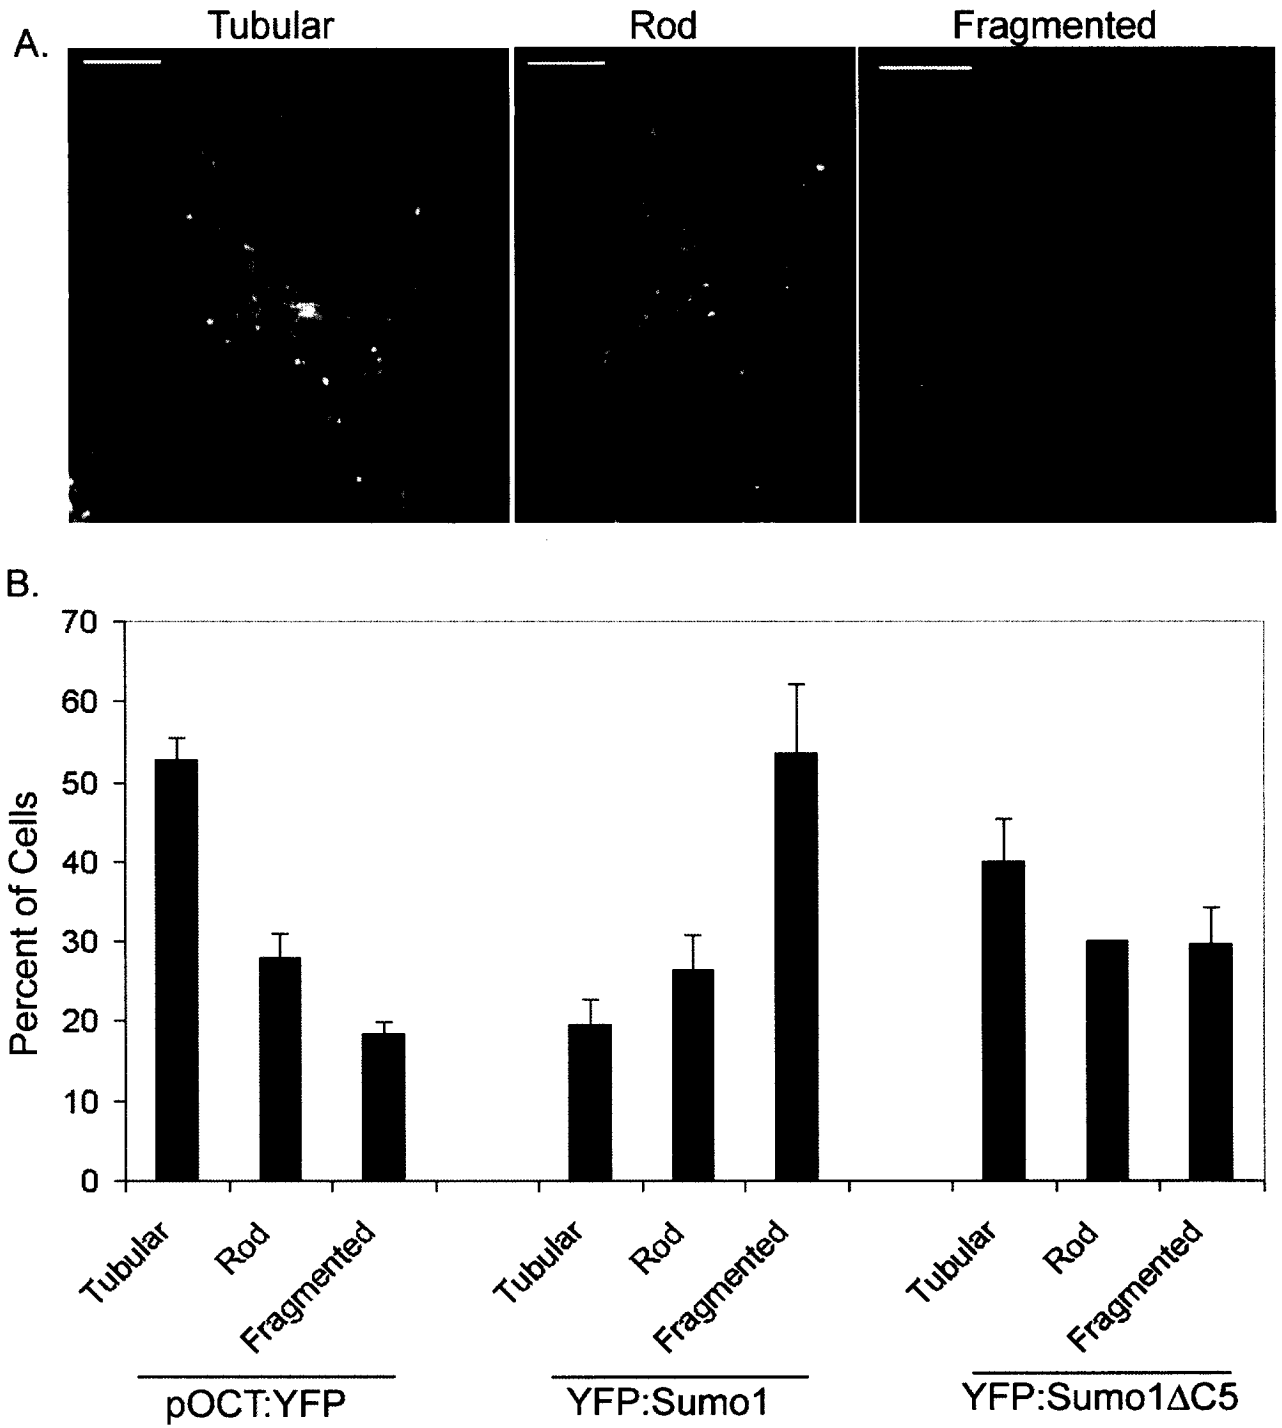 A.
Tubular Rod Fragmented
B.
70
60
50
40
30
20
10
0
Percent of Cells
Tubular Rod Fragmented Tubular Rod Fragmented Tubular Rod Fragmented
pOCT:YFP YFP:Sumo1 YFP:Sumo1ΔC5